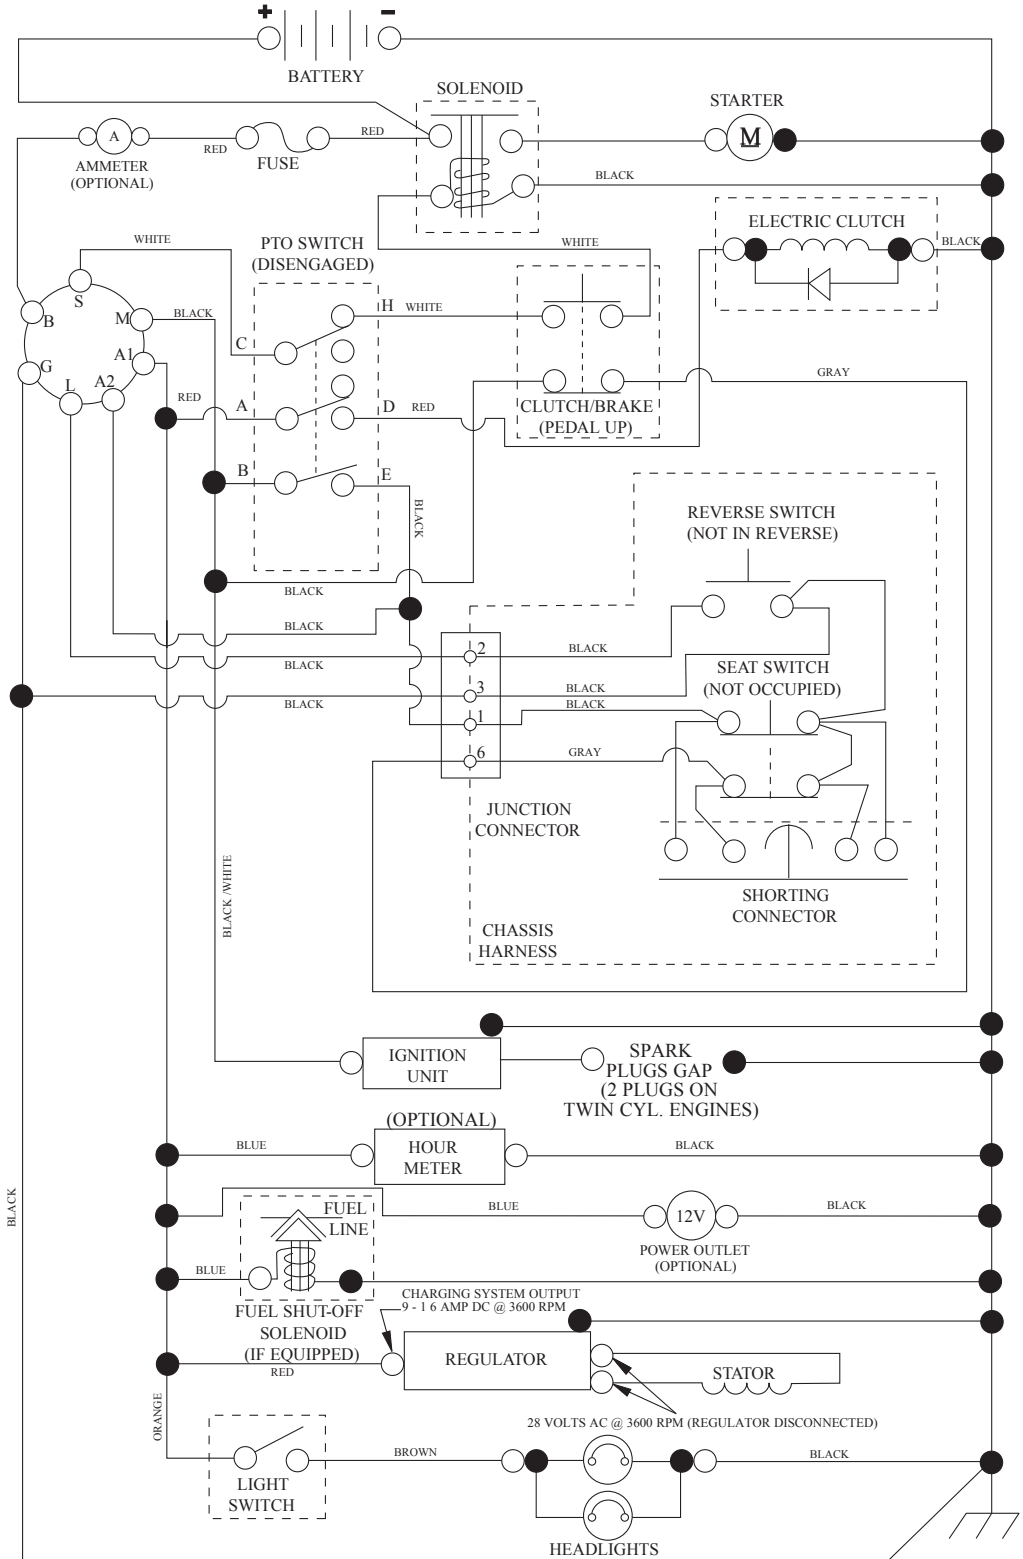 + -
BATTERY
SOLENOID
STARTER
M
A
AMMETER
(OPTIONAL)
RED
FUSE
RED
BLACK
ELECTRIC CLUTCH
BLACK
WHITE
PTO SWITCH
(DISENGAGED)
WHITE
S
B
M
BLACK
H
WHITE
C
G
A1
L
A2
RED
A
D
RED
GRAY
CLUTCH/BRAKE
(PEDAL UP)
B
E
BLACK
REVERSE SWITCH
(NOT IN REVERSE)
BLACK
BLACK
BLACK
2
BLACK
SEAT SWITCH
(NOT OCCUPIED)
3
BLACK
BLACK
BLACK
1
6
GRAY
JUNCTION
CONNECTOR
SHORTING
CONNECTOR
BLACK /WHITE
CHASSIS
HARNESS
IGNITION
UNIT
SPARK
PLUGS GAP
(2 PLUGS ON
TWIN CYL. ENGINES)
(OPTIONAL)
BLUE
HOUR
METER
BLACK
BLACK
FUEL
LINE
BLUE
12V
BLACK
POWER OUTLET
(OPTIONAL)
BLUE
CHARGING SYSTEM OUTPUT
9 - 1 6 AMP DC @ 3600 RPM
FUEL SHUT-OFF
SOLENOID
(IF EQUIPPED)
RED
REGULATOR
STATOR
ORANGE
28 VOLTS AC @ 3600 RPM (REGULATOR DISCONNECTED)
BROWN
BLACK
LIGHT
SWITCH
HEADLIGHTS